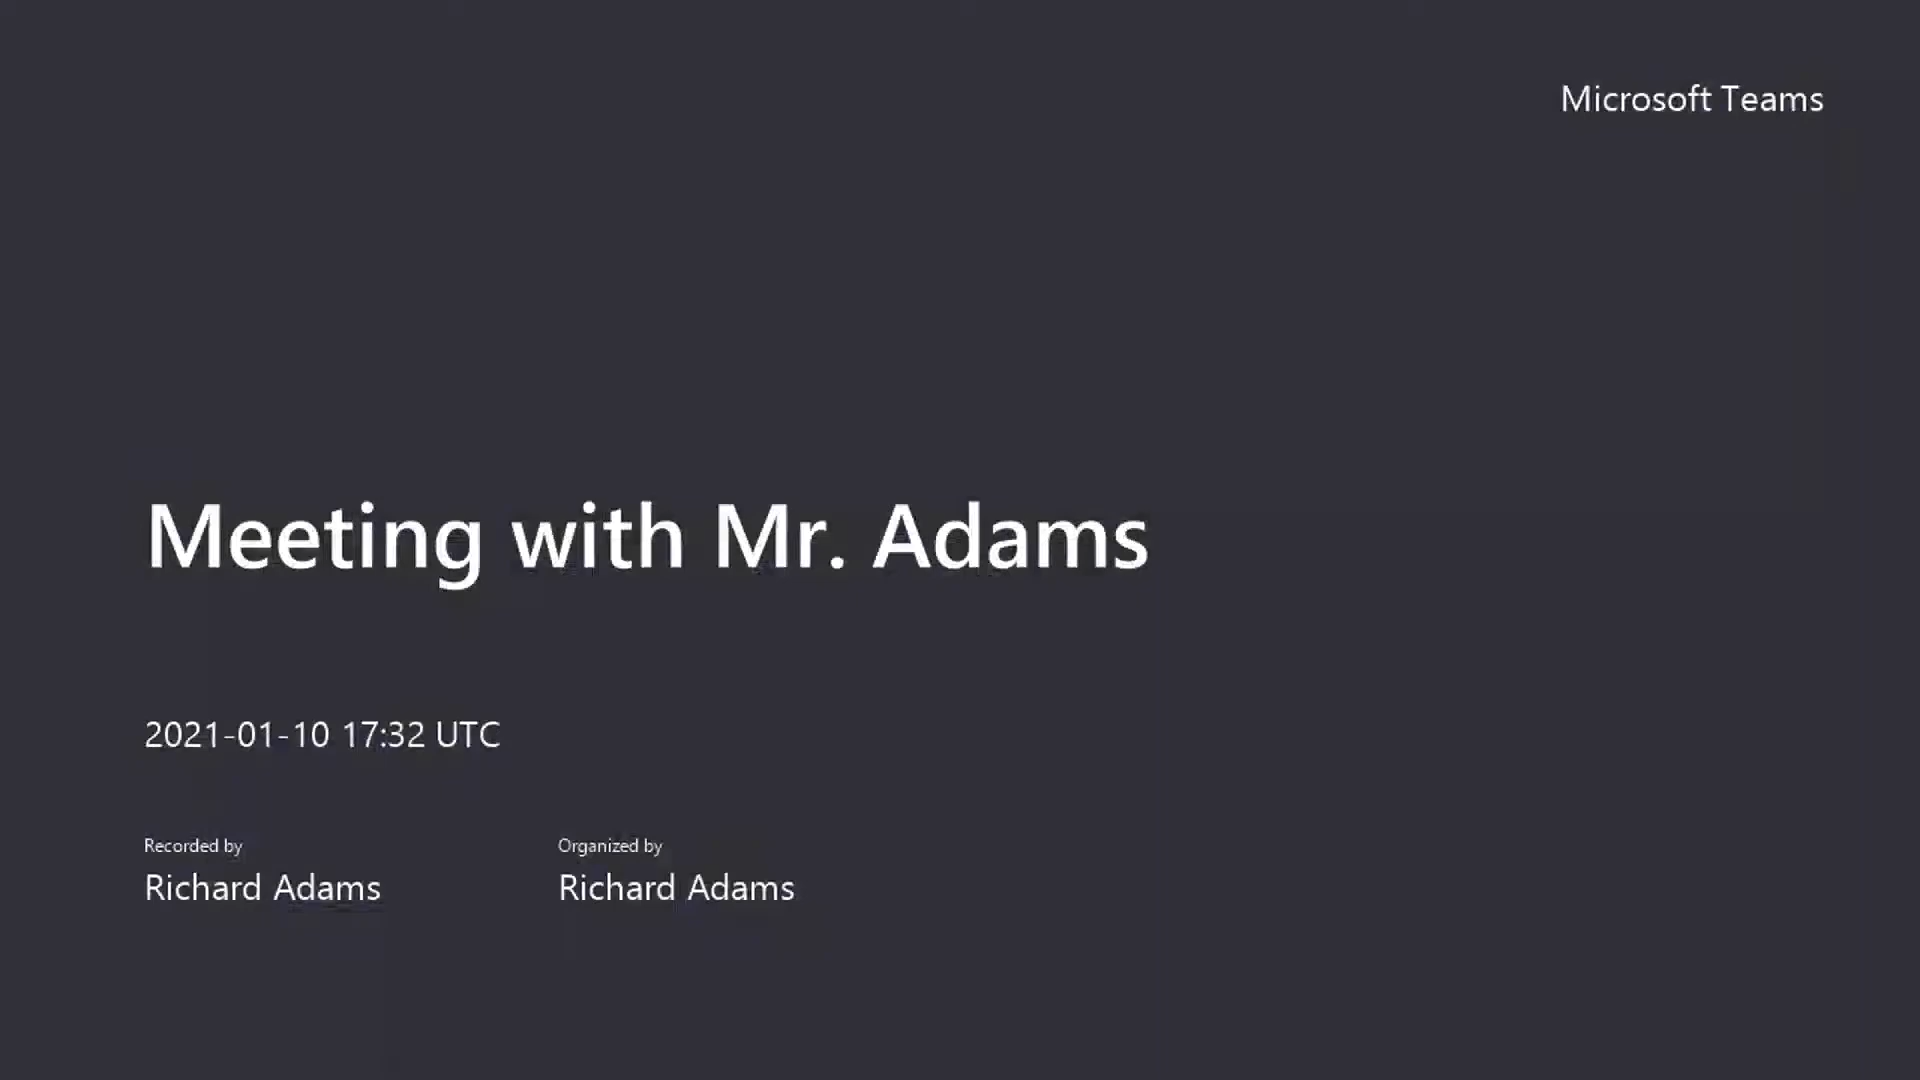 Microsoft Teams
Meeting with Mr. Adams
2021-01-10 17:32 UTC
Recorded by
Richard Adams
Organized by
Richard Adams